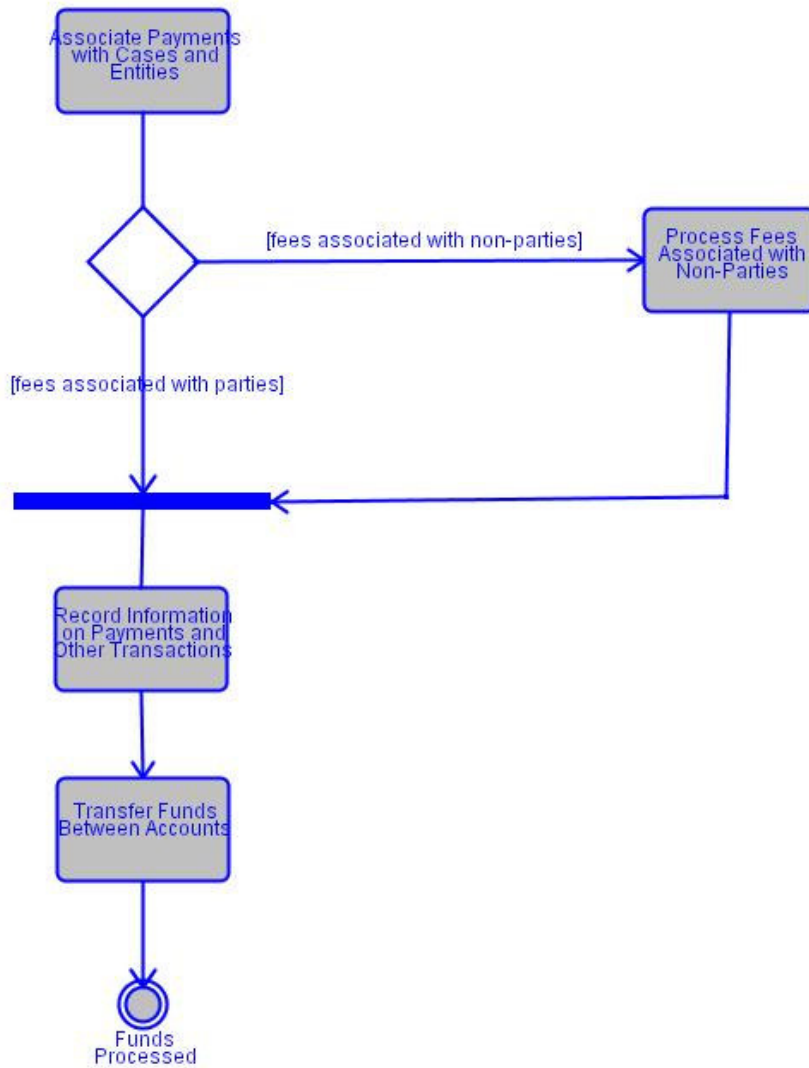 Associate Payments
with Cases and
Entities
[fees associated with non-parties]
Process Fees
Associated with
Non-Parties
[fees associated with parties]
Record Information
on Payments and
Other Transactions
Transfer Funds
Between Accounts
Funds
Processed